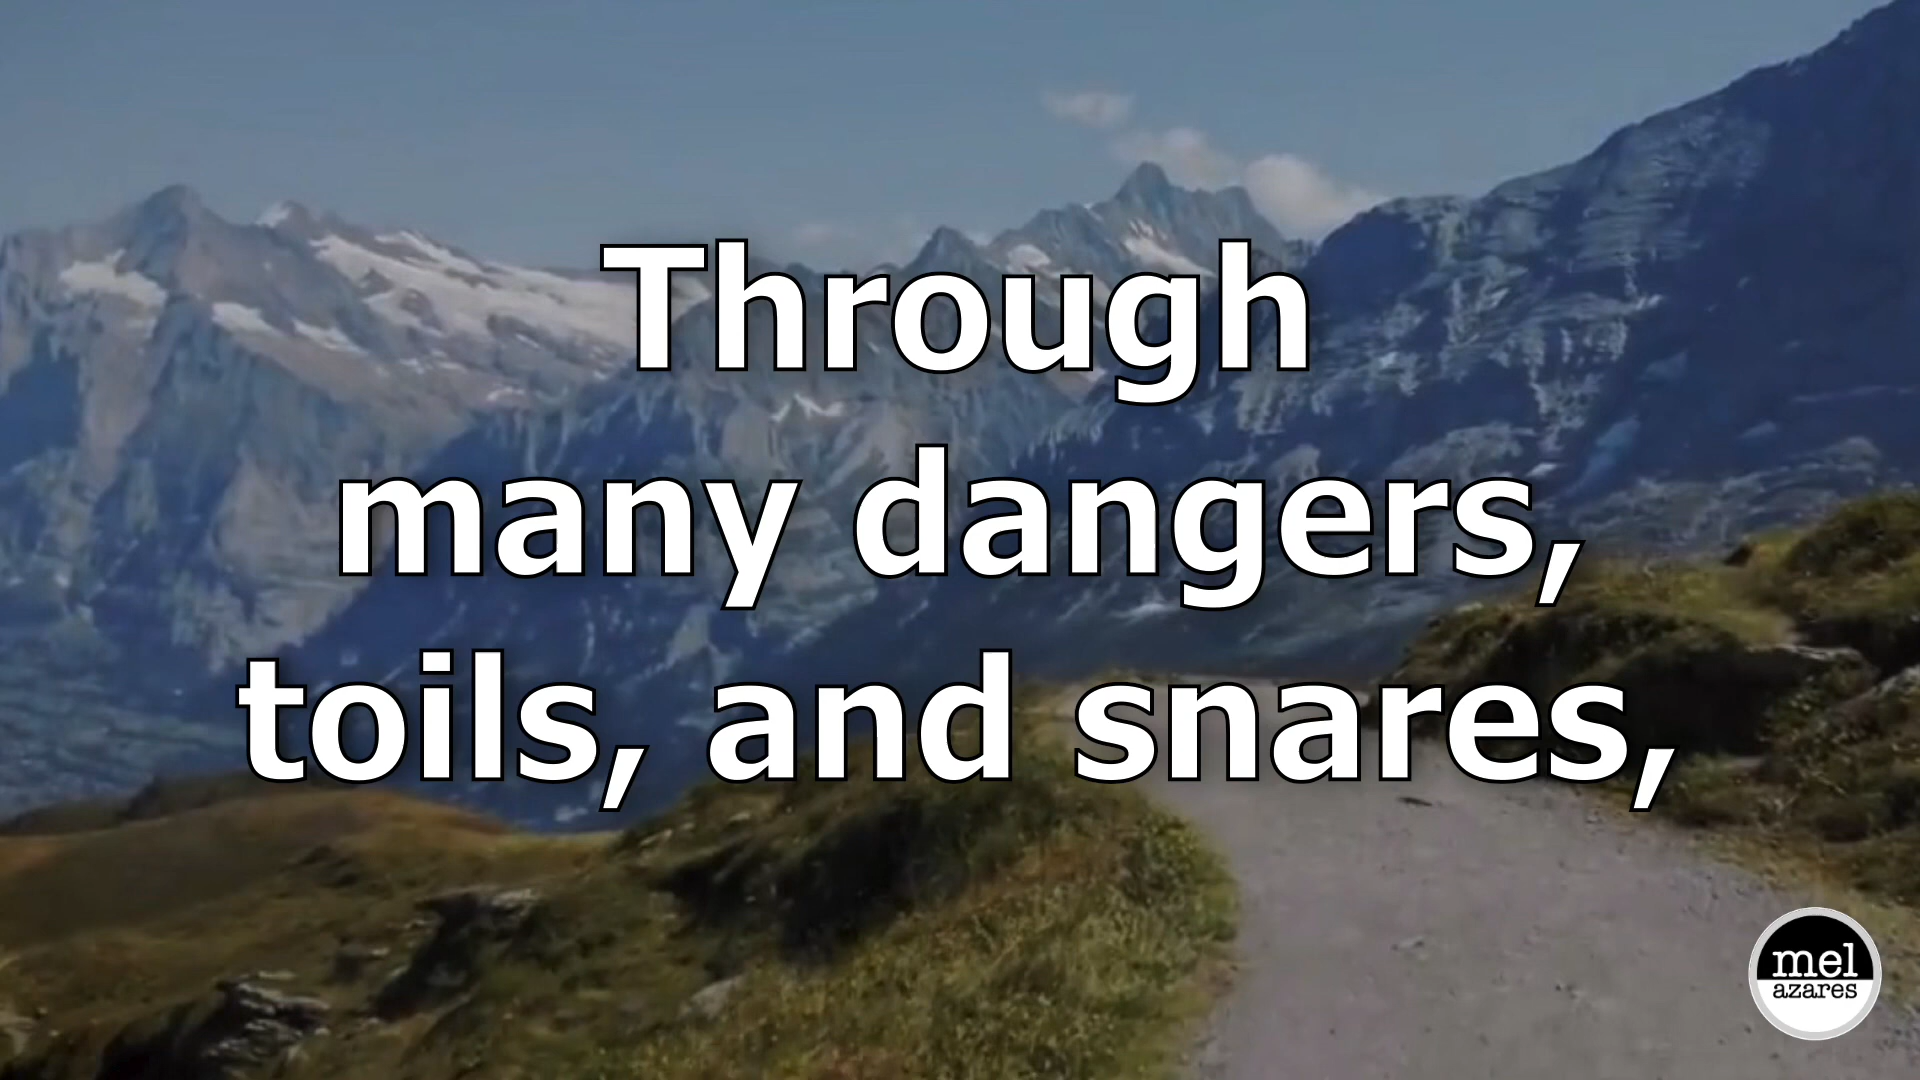 Through
many dangers,
toils, and snares,
mel
azares